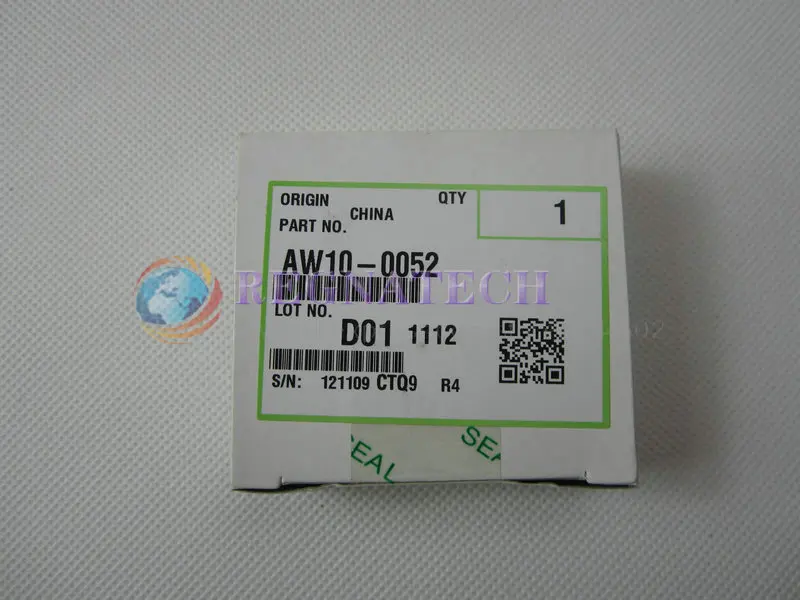 ORIGIN
CHINA
QTY
1
PART NO.
AW10-0052
REGNATECH
LOT NO.
D01 1112
S/N: 121109 CTQ9 R4
SEAL
SEA